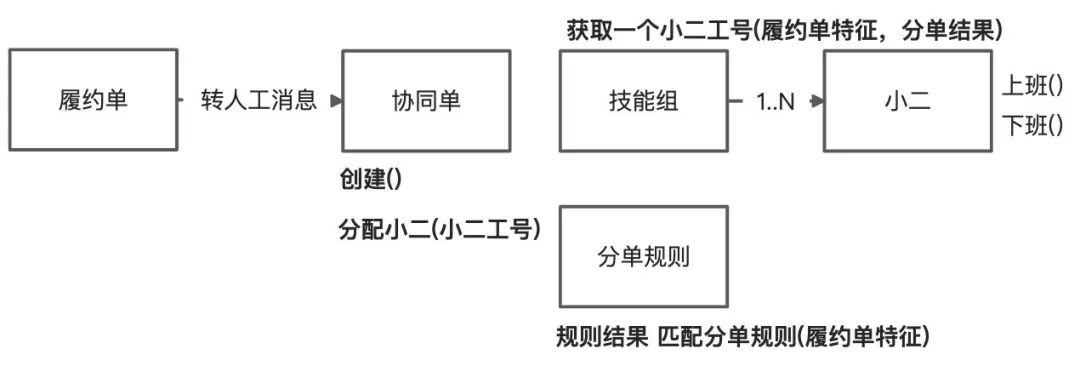 获取一个小二工号(履约单特征，分单结果)
履约单
转人工消息
协同单
技能组
1..N
小二
上班()
下班()
创建()
分配小二(小二工号)
分单规则
规则结果 匹配分单规则(履约单特征)